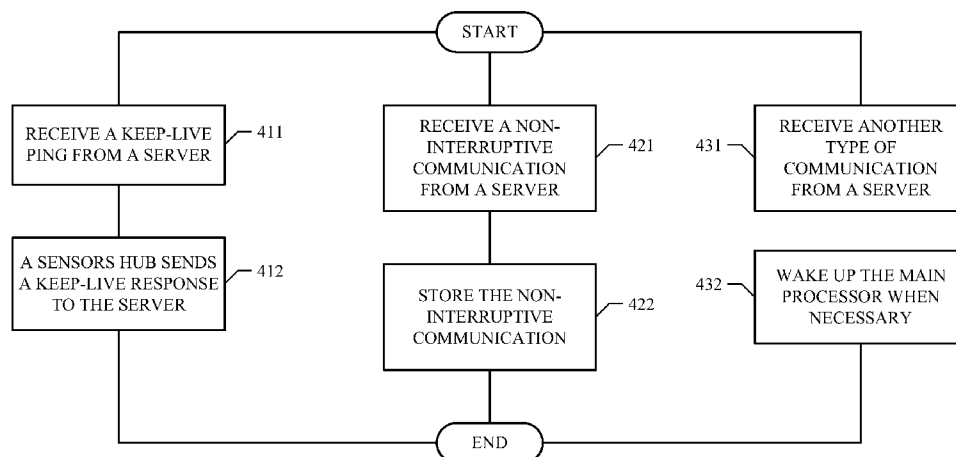 START
RECEIVE A KEEP-LIVE
PING FROM A SERVER
411
RECEIVE A NON-
INTERRUPTIVE
COMMUNICATION
FROM A SERVER
421
431
RECEIVE ANOTHER
TYPE OF
COMMUNICATION
FROM A SERVER
A SENSORS HUB SENDS
A KEEP-LIVE RESPONSE
TO THE SERVER
412
STORE THE NON-
INTERRUPTIVE
COMMUNICATION
422
432
WAKE UP THE MAIN
PROCESSOR WHEN
NECESSARY
END